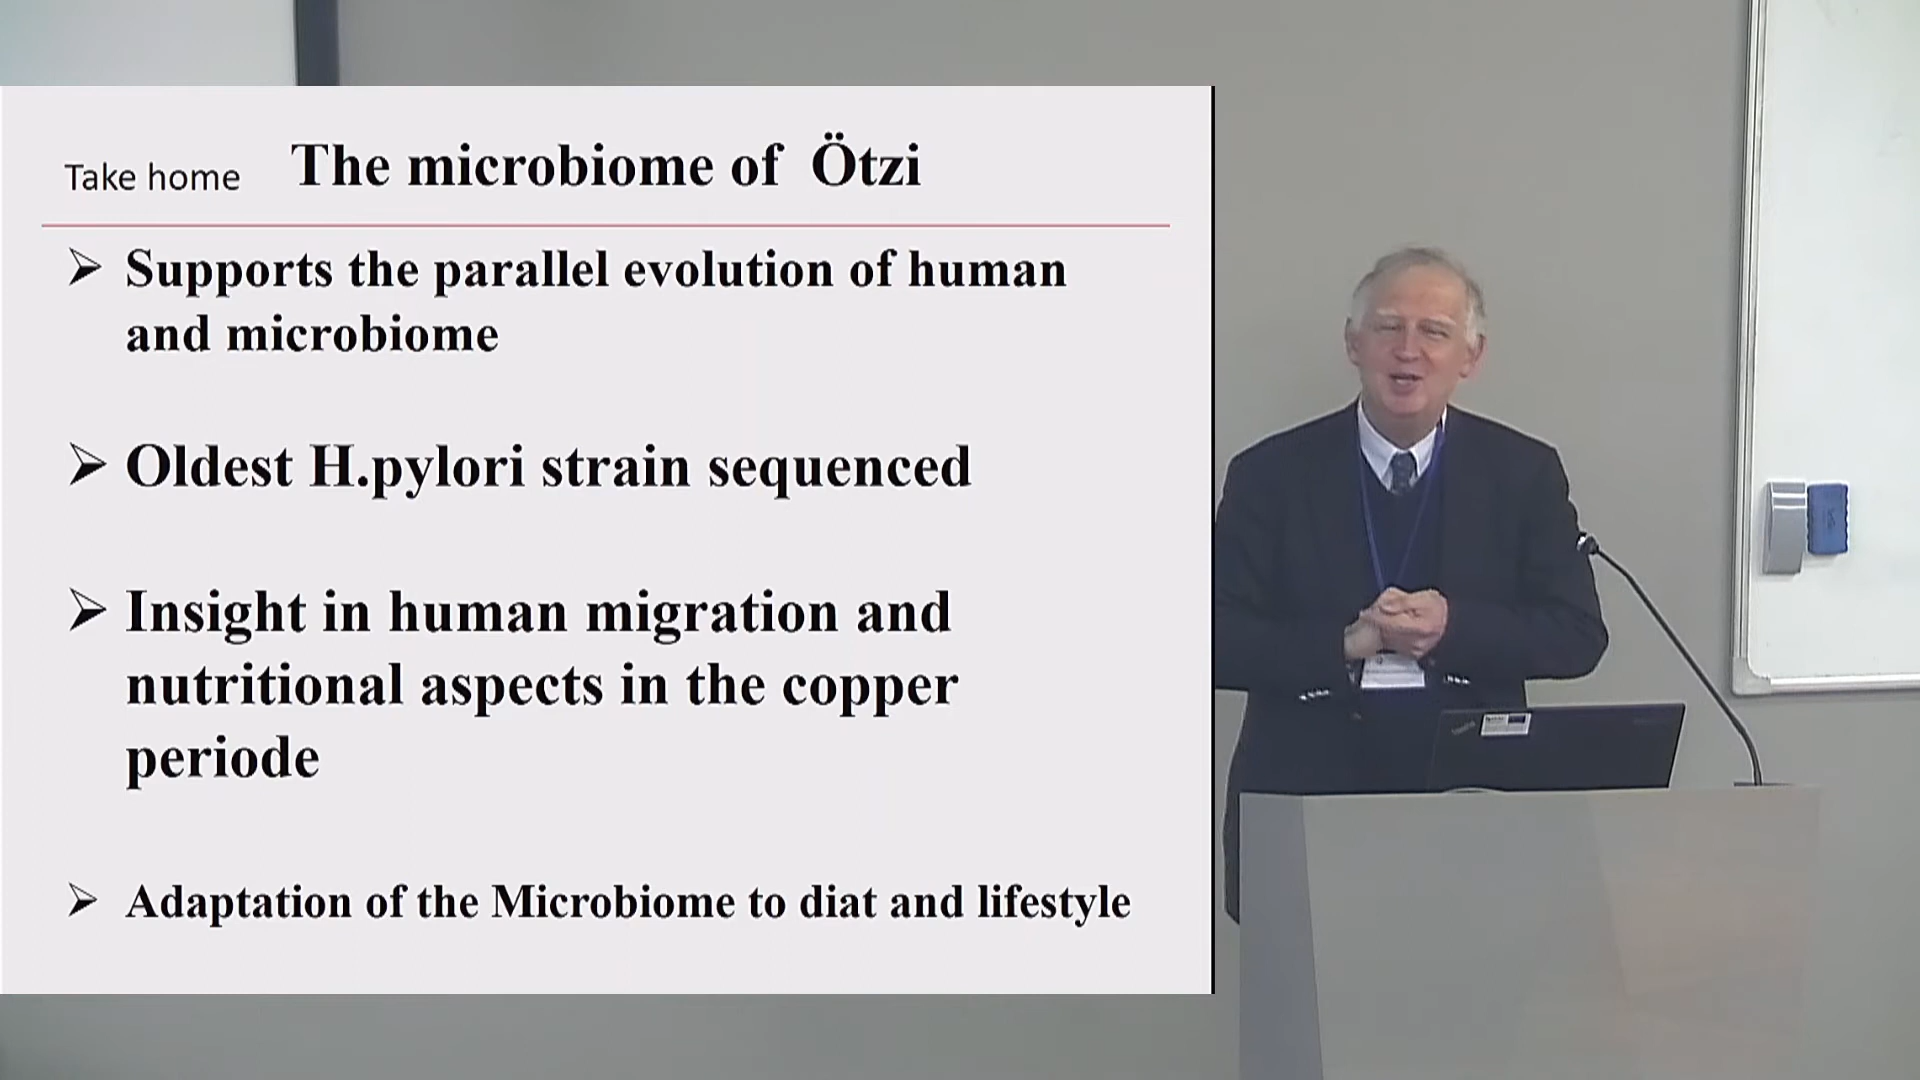 Take home The microbiome of Ötzi
➢ Supports the parallel evolution of human
and microbiome
➢ Oldest H.pylori strain sequenced
➢ Insight in human migration and
nutritional aspects in the copper
periode
➢ Adaptation of the Microbiome to diat and lifestyle